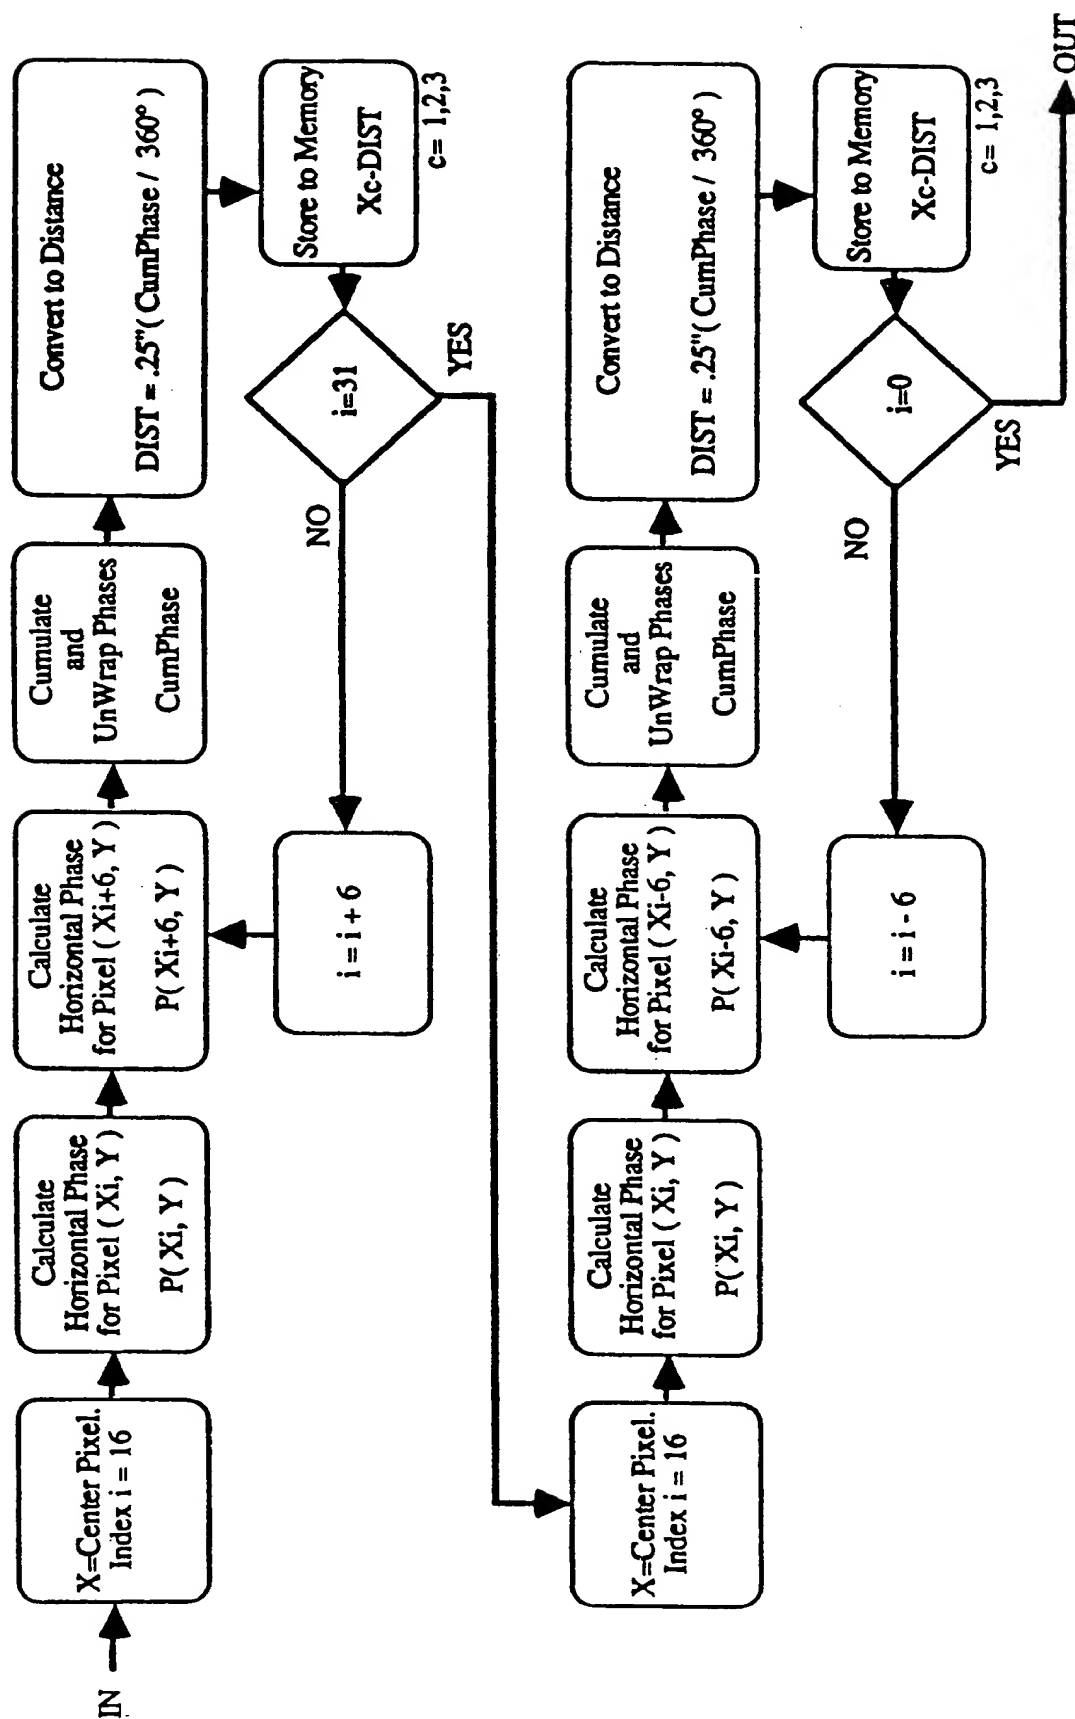 IN
X=Center Pixel.
Index i = 16
Calculate
Horizontal Phase
for Pixel ( Xi, Y )
P( Xi, Y )
Calculate
Horizontal Phase
for Pixel ( Xi+6, Y )
P( Xi+6, Y )
Cumulate
and
UnWrap Phases
CumPhase
Convert to Distance
DIST = .25"( CumPhase / 360° )
Store to Memory
Xc-DIST
c= 1,2,3
i=31
NO
YES
i = i + 6
X=Center Pixel.
Index i = 16
Calculate
Horizontal Phase
for Pixel ( Xi, Y )
P( Xi, Y )
Calculate
Horizontal Phase
for Pixel ( Xi-6, Y )
P( Xi-6, Y )
Cumulate
and
UnWrap Phases
CumPhase
Convert to Distance
DIST = .25"( CumPhase / 360° )
Store to Memory
Xc-DIST
c= 1,2,3
i=0
NO
YES
i = i - 6
OUT